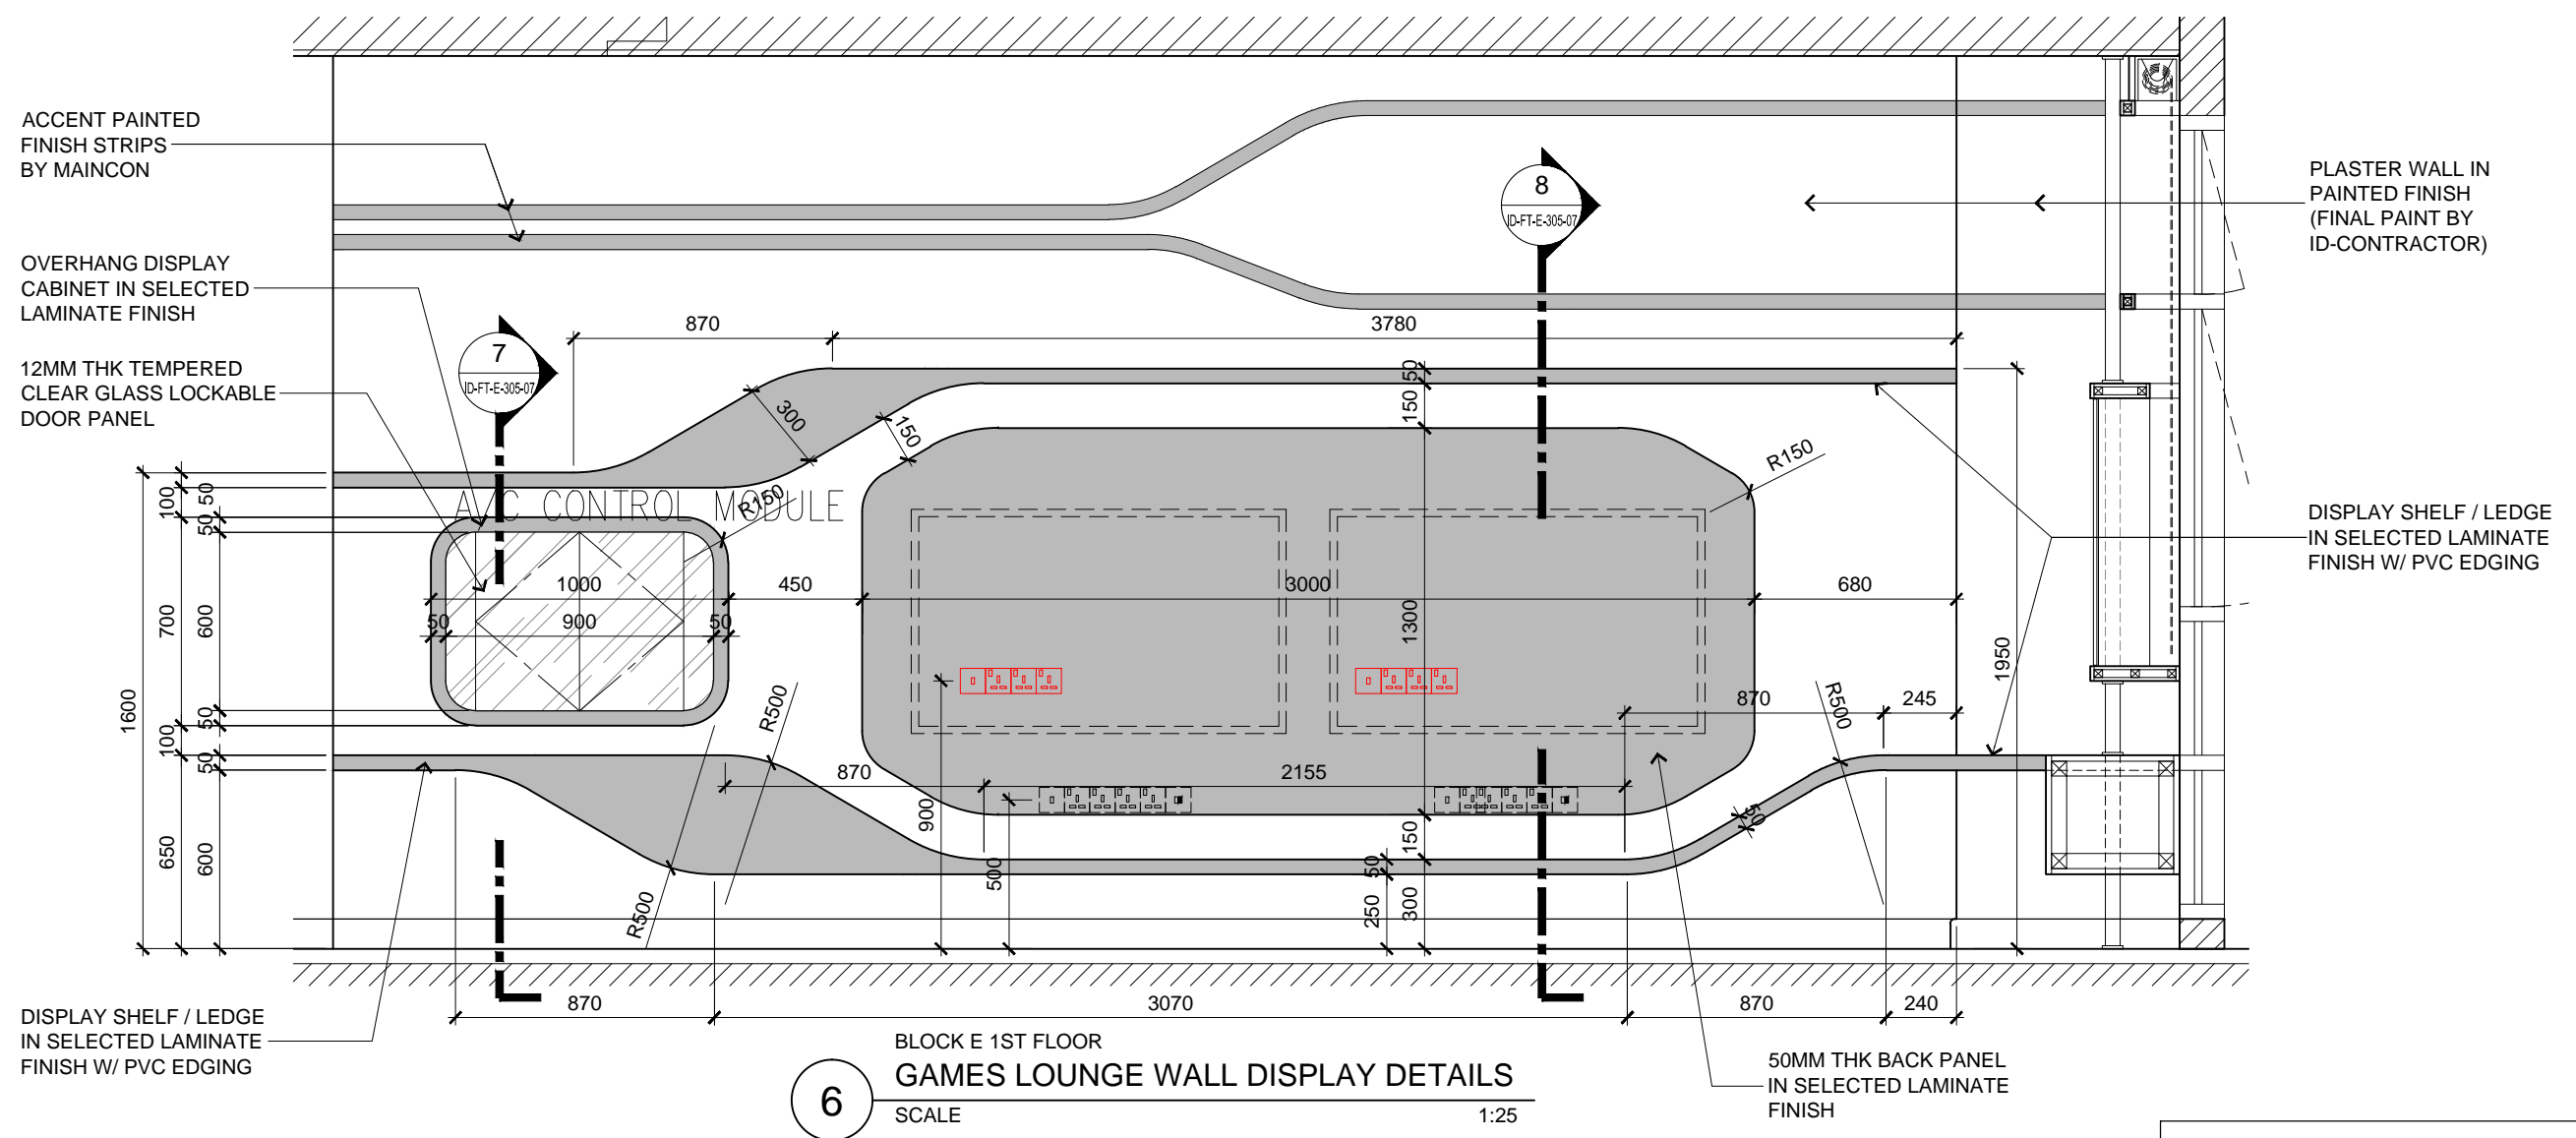 ACCENT PAINTED
FINISH STRIPS
BY MAINCON
OVERHANG DISPLAY
CABINET IN SELECTED
LAMINATE FINISH
12MM THK TEMPERED
CLEAR GLASS LOCKABLE
DOOR PANEL
8
ID-FT-E-305-07
PLASTER WALL IN
PAINTED FINISH
(FINAL PAINT BY
ID-CONTRACTOR)
7
ID-FT-E-305-07
870
3780
50
150
300
150
R150
A/C CONTROL MODULE
R150
DISPLAY SHELF / LEDGE
IN SELECTED LAMINATE
FINISH W/ PVC EDGING
1600
100
700
100
650
50
50
600
50
50
600
1000
450
3000
680
50
900
50
1300
1950
R500
870
R500
245
870
2155
900
500
50
R500
150
50
250
300
870
3070
870
240
DISPLAY SHELF / LEDGE
IN SELECTED LAMINATE
FINISH W/ PVC EDGING
50MM THK BACK PANEL
IN SELECTED LAMINATE
FINISH
6
BLOCK E 1ST FLOOR
GAMES LOUNGE WALL DISPLAY DETAILS
SCALE
1:25